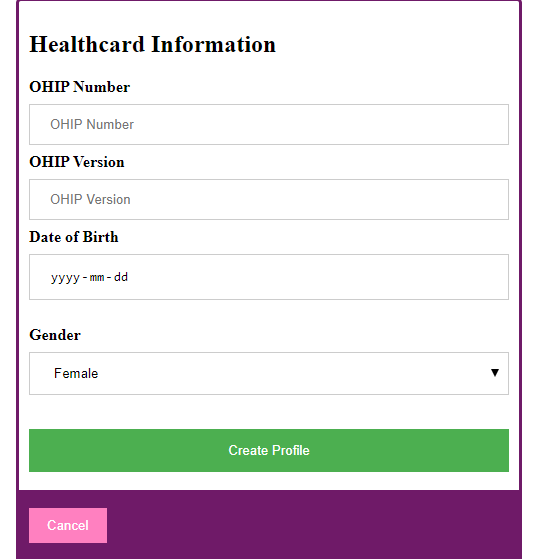 Healthcard Information
OHIP Number
OHIP Number
OHIP Version
OHIP Version
Date of Birth
yyyy-mm-dd
Gender
Female
Create Profile
Cancel